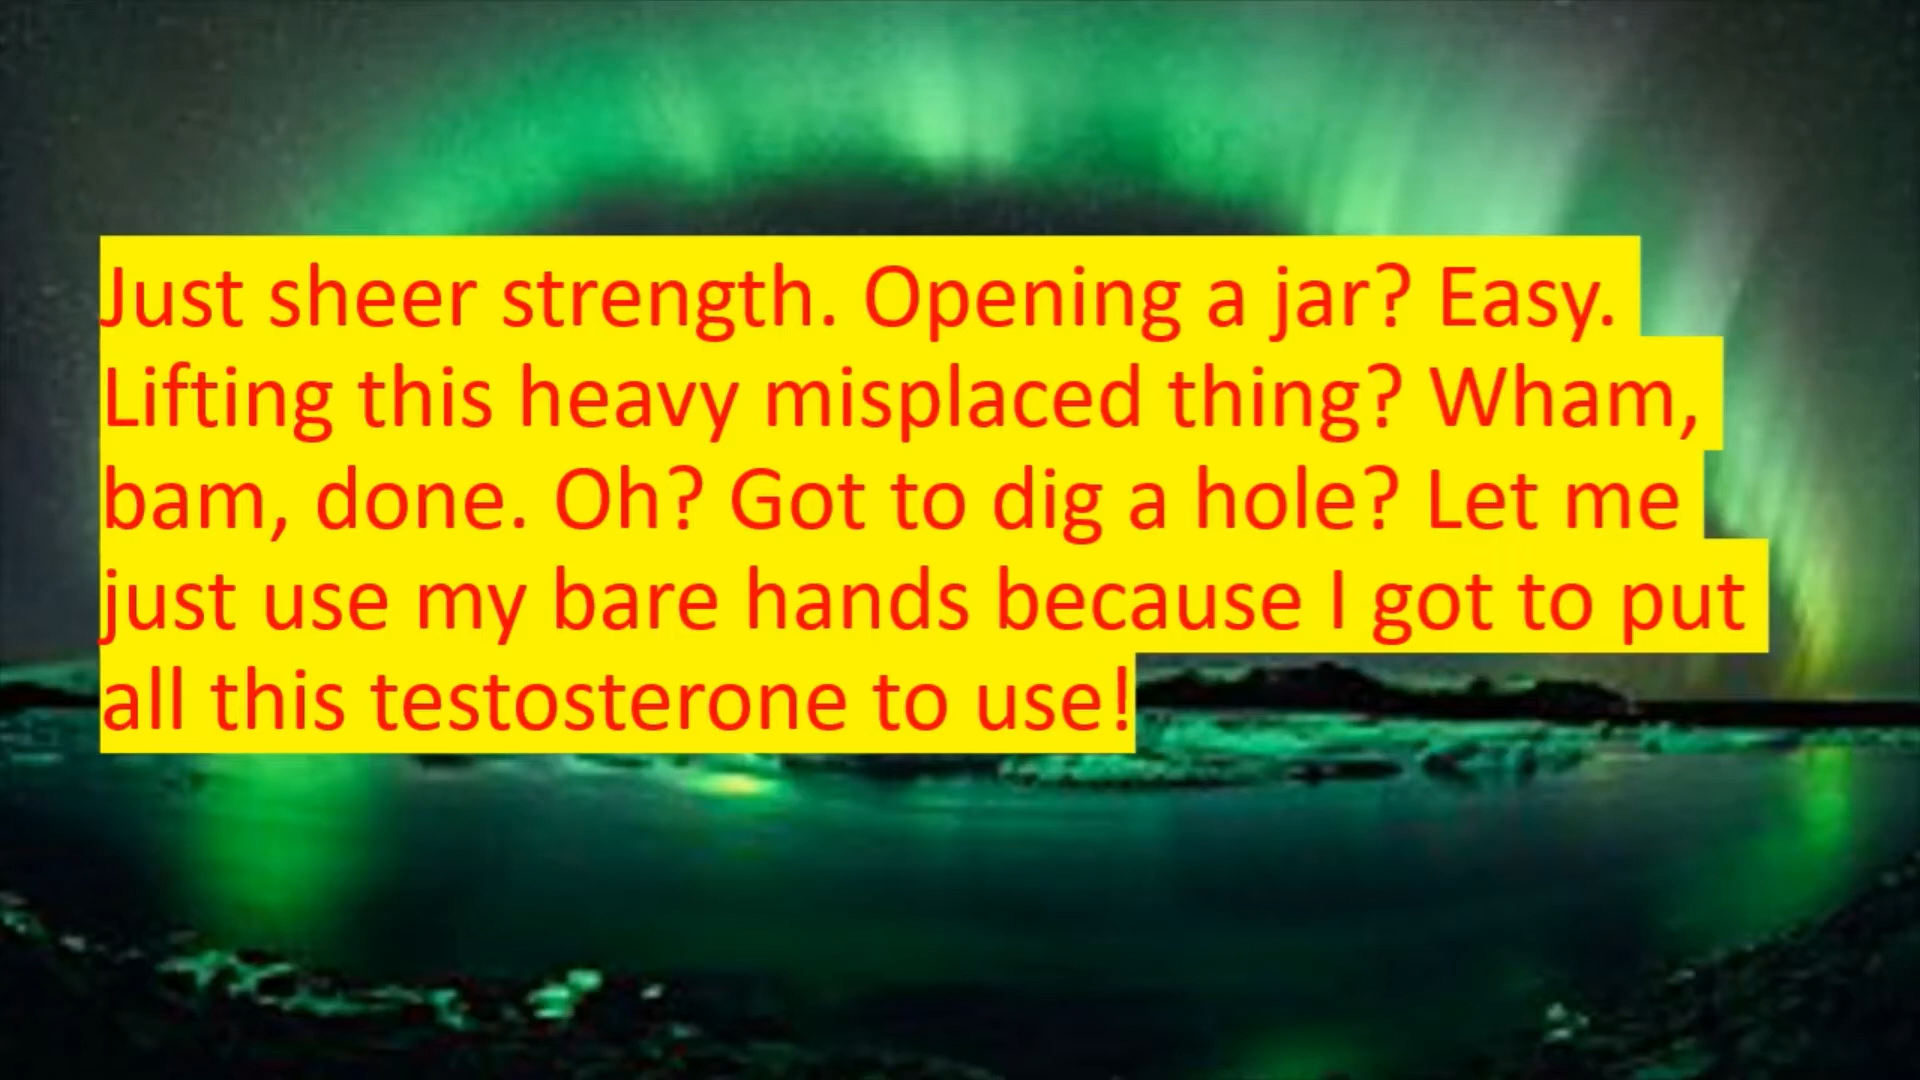 Just sheer strength. Opening a jar? Easy.
Lifting this heavy misplaced thing? Wham,
bam, done. Oh? Got to dig a hole? Let me
just use my bare hands because I got to put
all this testosterone to use!